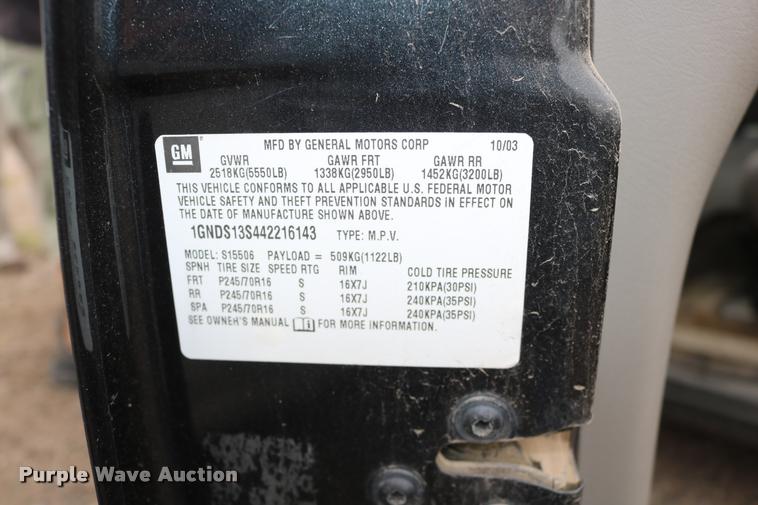 GM MFD BY GENERAL MOTORS CORP 10/03
GVWR GAWR FRT GAWR RR
2518KG(5550LB) 1338KG(2950LB) 1452KG(3200LB)
THIS VEHICLE CONFORMS TO ALL APPLICABLE U.S. FEDERAL MOTOR
VEHICLE SAFETY AND THEFT PREVENTION STANDARDS IN EFFECT ON
THE DATE OF MANUFACTURE SHOWN ABOVE.
1GNDS13S442216143 TYPE: M.P.V.
MODEL: S15506 PAYLOAD = 509KG(1122LB)
SPNH TIRE SIZE SPEED RTG RIM COLD TIRE PRESSURE
FRT P245/70R16 S 16X7J 210KPA(30PSI)
RR P245/70R16 S 16X7J 240KPA(35PSI)
SPA P245/70R16 S 16X7J 240KPA(35PSI)
SEE OWNER'S MANUAL i FOR MORE INFORMATION.
Purple Wave Auction